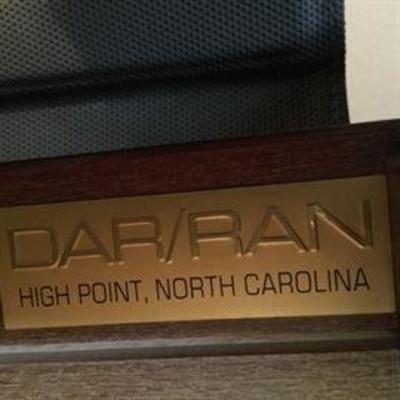 DAR/RAN
HIGH POINT, NORTH CAROLINA